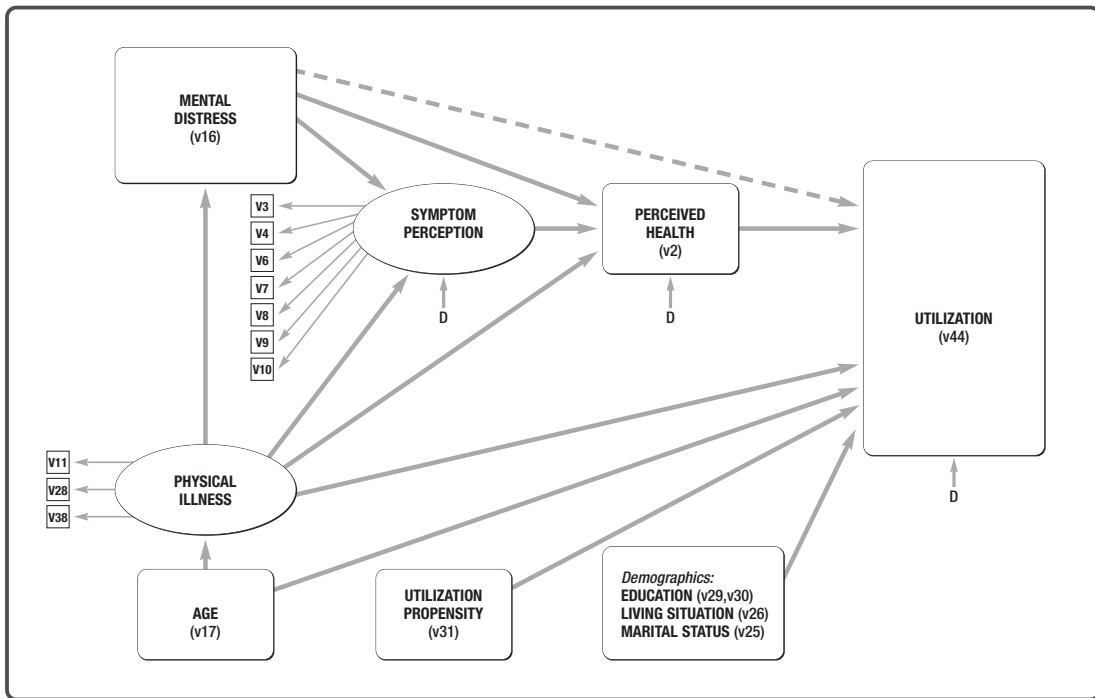 MENTAL
DISTRESS
(v16)
V3
V4
V6
V7
V8
V9
V10
SYMPTOM
PERCEPTION
D
PERCEIVED
HEALTH
(v2)
D
UTILIZATION
(v44)
D
V11
V28
V38
PHYSICAL
ILLNESS
AGE
(v17)
UTILIZATION
PROPENSITY
(v31)
Demographics:
EDUCATION (v29,v30)
LIVING SITUATION (v26)
MARITAL STATUS (v25)